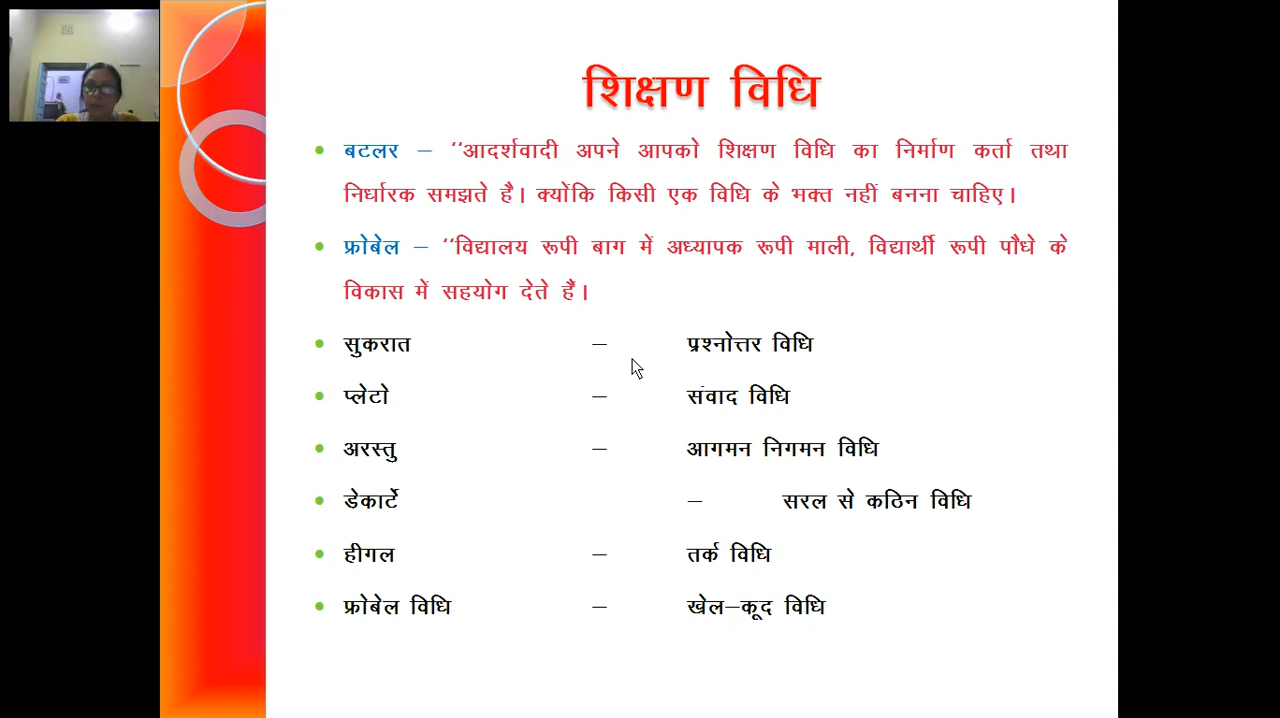 शिक्षण विधि
बटलर – ‘‘आदर्शवादी अपने आपको शिक्षण विधि का निर्माण कर्ता तथा
निर्धारक समझते हैं। क्योंकि किसी एक विधि के भक्त नहीं बनना चाहिए।
फ्रोबेल – ‘‘विद्यालय रूपी बाग में अध्यापक रूपी माली, विद्यार्थी रूपी पौधे के
विकास में सहयोग देते हैं।
सुकरात – प्रश्नोत्तर विधि
प्लेटो – संवाद विधि
अरस्तु – आगमन निगमन विधि
डेकार्टे – सरल से कठिन विधि
हीगल – तर्क विधि
फ्रोबेल विधि – खेल–कूद विधि